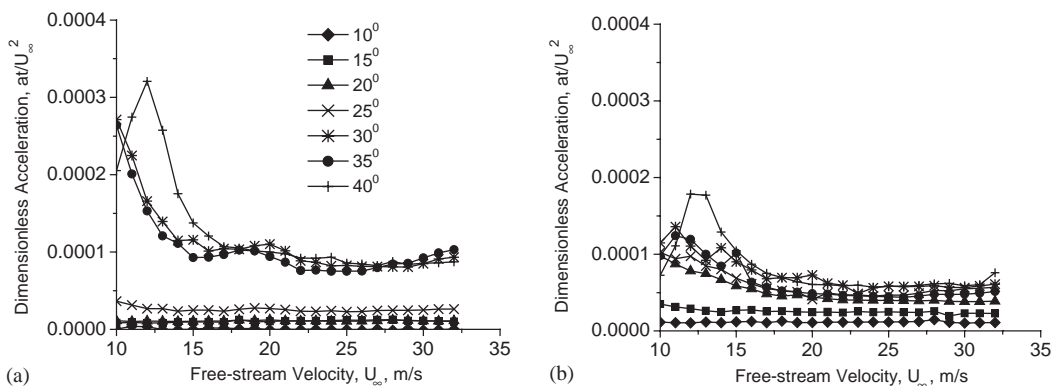 0.0004
0.0003
0.0002
0.0001
0.0000
Dimensionless Acceleration, at/U∞²
10⁰
15⁰
20⁰
25⁰
30⁰
35⁰
40⁰
10 15 20 25 30 35
Free-stream Velocity, U∞, m/s
(a)
0.0004
0.0003
0.0002
0.0001
0.0000
Dimensionless Acceleration, at/U∞²
10 15 20 25 30 35
Free-stream Velocity, U∞, m/s
(b)